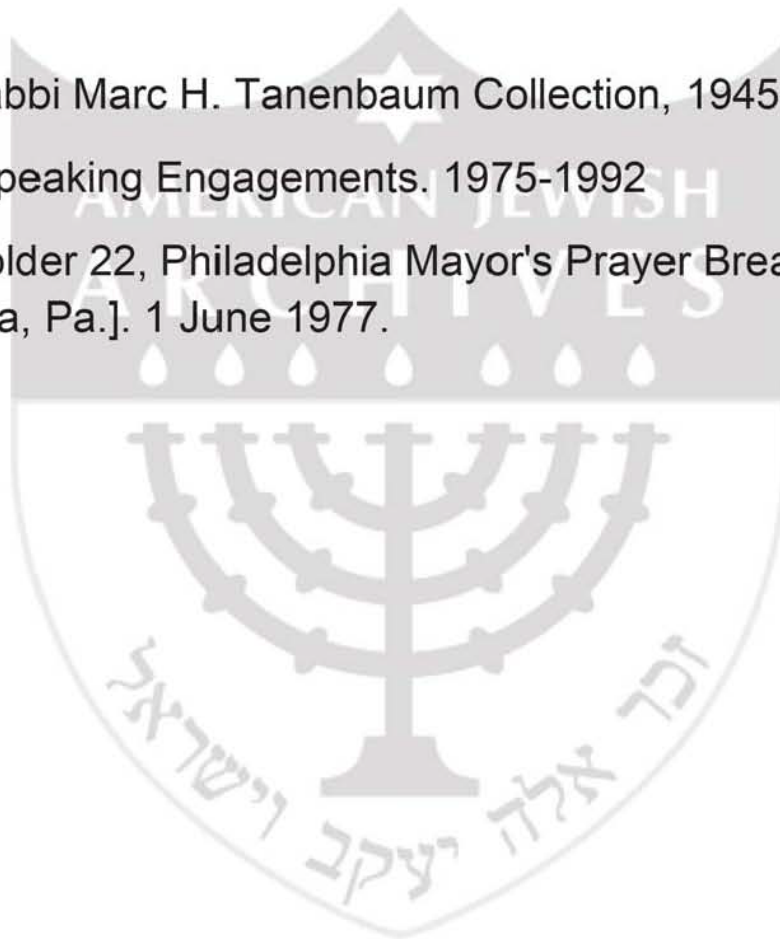 abbi Marc H. Tanenbaum Collection, 1945
peaking Engagements. 1975-1992
AMERICAN JEWISH
older 22, Philadelphia Mayor's Prayer Brea
ARCHIVES
a, Pa.]. 1 June 1977.
זכר אלה יעקב וישראל